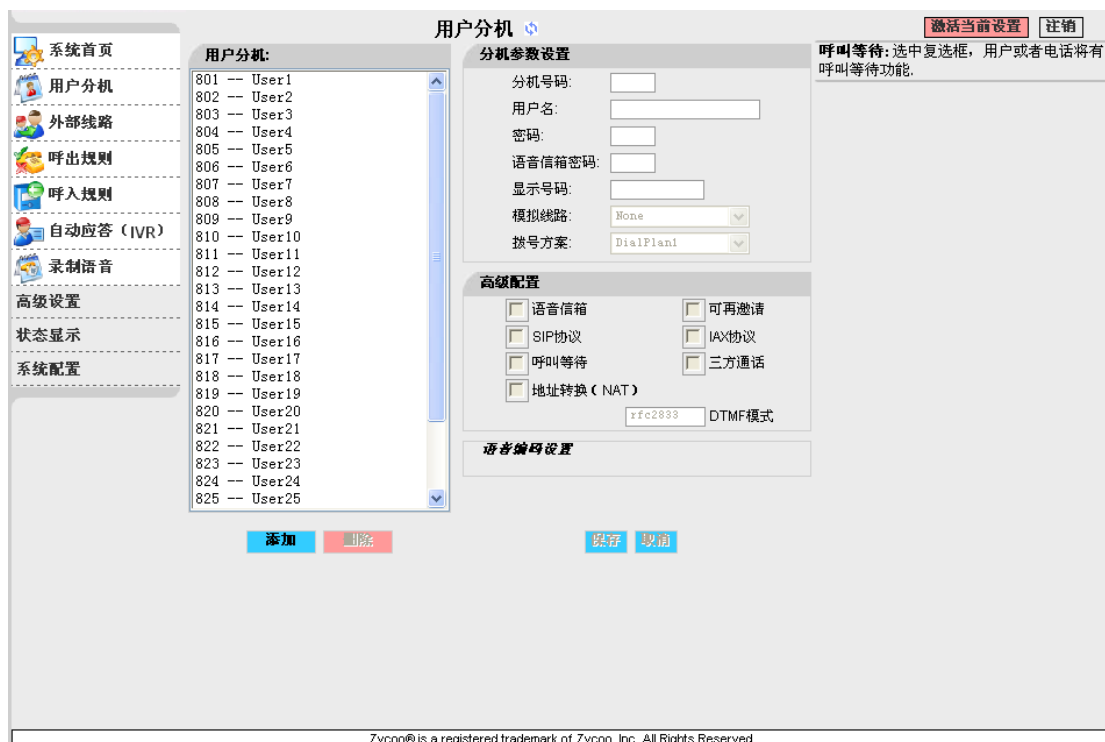 用户分机
激活当前设置 注销
系统首页
用户分机
外部线路
呼出规则
呼入规则
自动应答（IVR）
录制语音
高级设置
状态显示
系统配置
用户分机:
801 -- User1
802 -- User2
803 -- User3
804 -- User4
805 -- User5
806 -- User6
807 -- User7
808 -- User8
809 -- User9
810 -- User10
811 -- User11
812 -- User12
813 -- User13
814 -- User14
815 -- User15
816 -- User16
817 -- User17
818 -- User18
819 -- User19
820 -- User20
821 -- User21
822 -- User22
823 -- User23
824 -- User24
825 -- User25
添加 删除
分机参数设置
分机号码:
用户名:
密码:
语音信箱密码:
显示号码:
模拟线路: None
拨号方案: DialPlan1
高级配置
语音信箱 可再邀请
SIP协议 IAX协议
呼叫等待 三方通话
地址转换（NAT）
rfc2833 DTMF模式
语音编码设置
保存 取消
呼叫等待:选中复选框，用户或者电话将有
呼叫等待功能.
Zycoo® is a registered trademark of Zycoo, Inc. All Rights Reserved